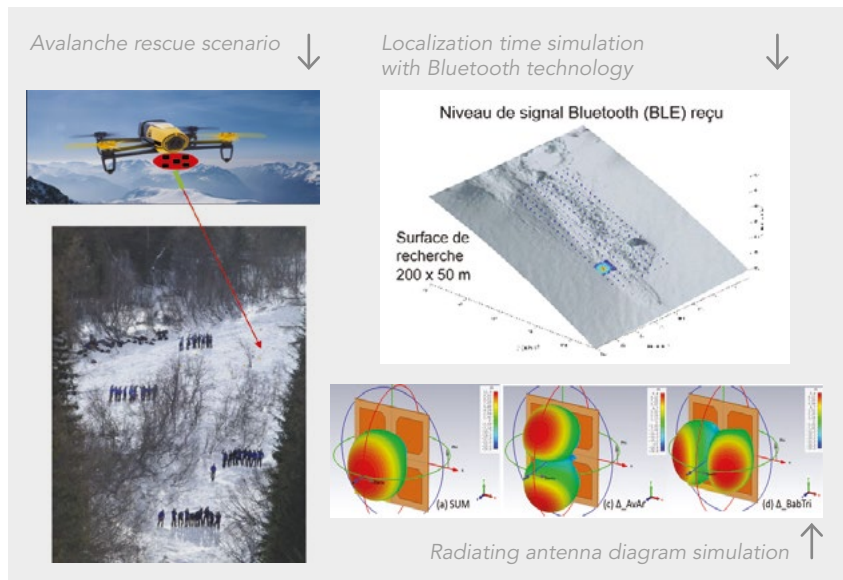 Avalanche rescue scenario
Localization time simulation
with Bluetooth technology
Niveau de signal Bluetooth (BLE) reçu
Surface de
recherche
200 x 50 m
(a) SUM
(c) Δ_AvAr
(d) Δ_BabTri
Radiating antenna diagram simulation